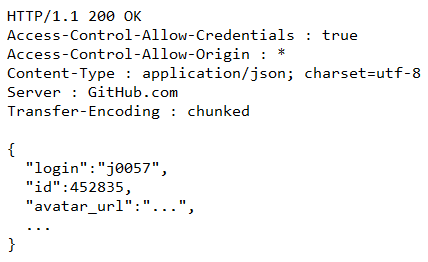 HTTP/1.1 200 OK
Access-Control-Allow-Credentials : true
Access-Control-Allow-Origin : *
Content-Type : application/json; charset=utf-8
Server : GitHub.com
Transfer-Encoding : chunked

{
  "login":"j0057",
  "id":452835,
  "avatar_url":"...",
  ...
}